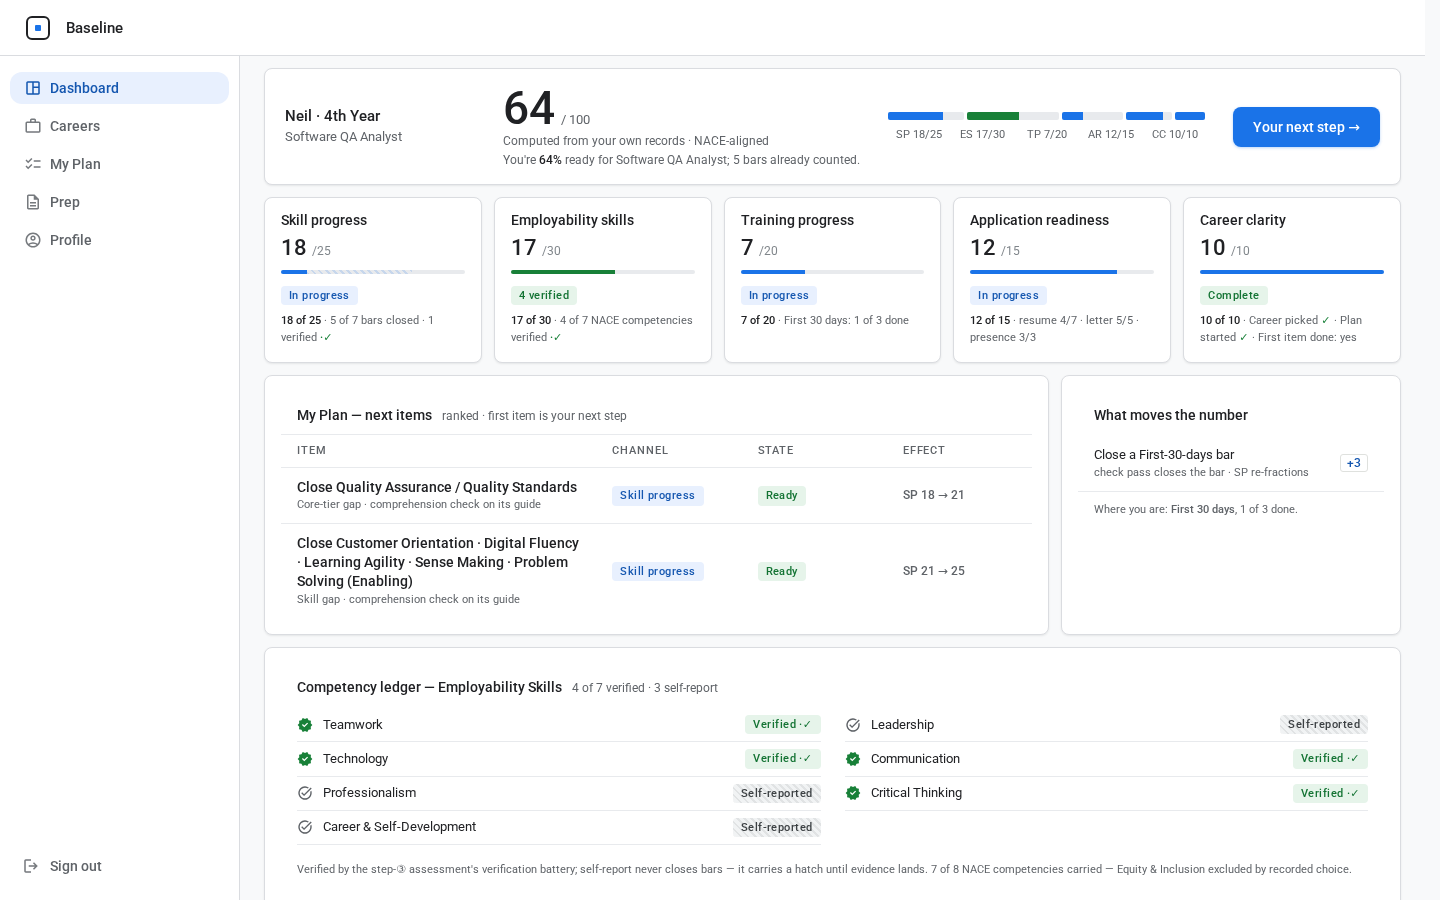 Baseline
Dashboard
Careers
My Plan
Prep
Profile
Sign out
Neil · 4th Year
Software QA Analyst
64 / 100
Computed from your own records · NACE-aligned
You're 64% ready for Software QA Analyst; 5 bars already counted.
SP 18/25 ES 17/30 TP 7/20 AR 12/15 CC 10/10
Your next step →
Skill progress
18 /25
In progress
18 of 25 · 5 of 7 bars closed · 1
verified ·✓
Employability skills
17 /30
4 verified
17 of 30 · 4 of 7 NACE competencies
verified ·✓
Training progress
7 /20
In progress
7 of 20 · First 30 days: 1 of 3 done
Application readiness
12 /15
In progress
12 of 15 · resume 4/7 · letter 5/5 ·
presence 3/3
Career clarity
10 /10
Complete
10 of 10 · Career picked ✓ · Plan
started ✓ · First item done: yes
My Plan — next items ranked · first item is your next step
ITEM CHANNEL STATE EFFECT
Close Quality Assurance / Quality Standards
Core-tier gap · comprehension check on its guide
Skill progress Ready SP 18 → 21
Close Customer Orientation · Digital Fluency
· Learning Agility · Sense Making · Problem
Solving (Enabling)
Skill gap · comprehension check on its guide
Skill progress Ready SP 21 → 25
What moves the number
Close a First-30-days bar
check pass closes the bar · SP re-fractions
+3
Where you are: First 30 days, 1 of 3 done.
Competency ledger — Employability Skills 4 of 7 verified · 3 self-report
Teamwork Verified ·✓
Leadership Self-reported
Technology Verified ·✓
Communication Verified ·✓
Professionalism Self-reported
Critical Thinking Verified ·✓
Career & Self-Development Self-reported
Verified by the step-③ assessment's verification battery; self-report never closes bars — it carries a hatch until evidence lands. 7 of 8 NACE competencies carried — Equity & Inclusion excluded by recorded choice.